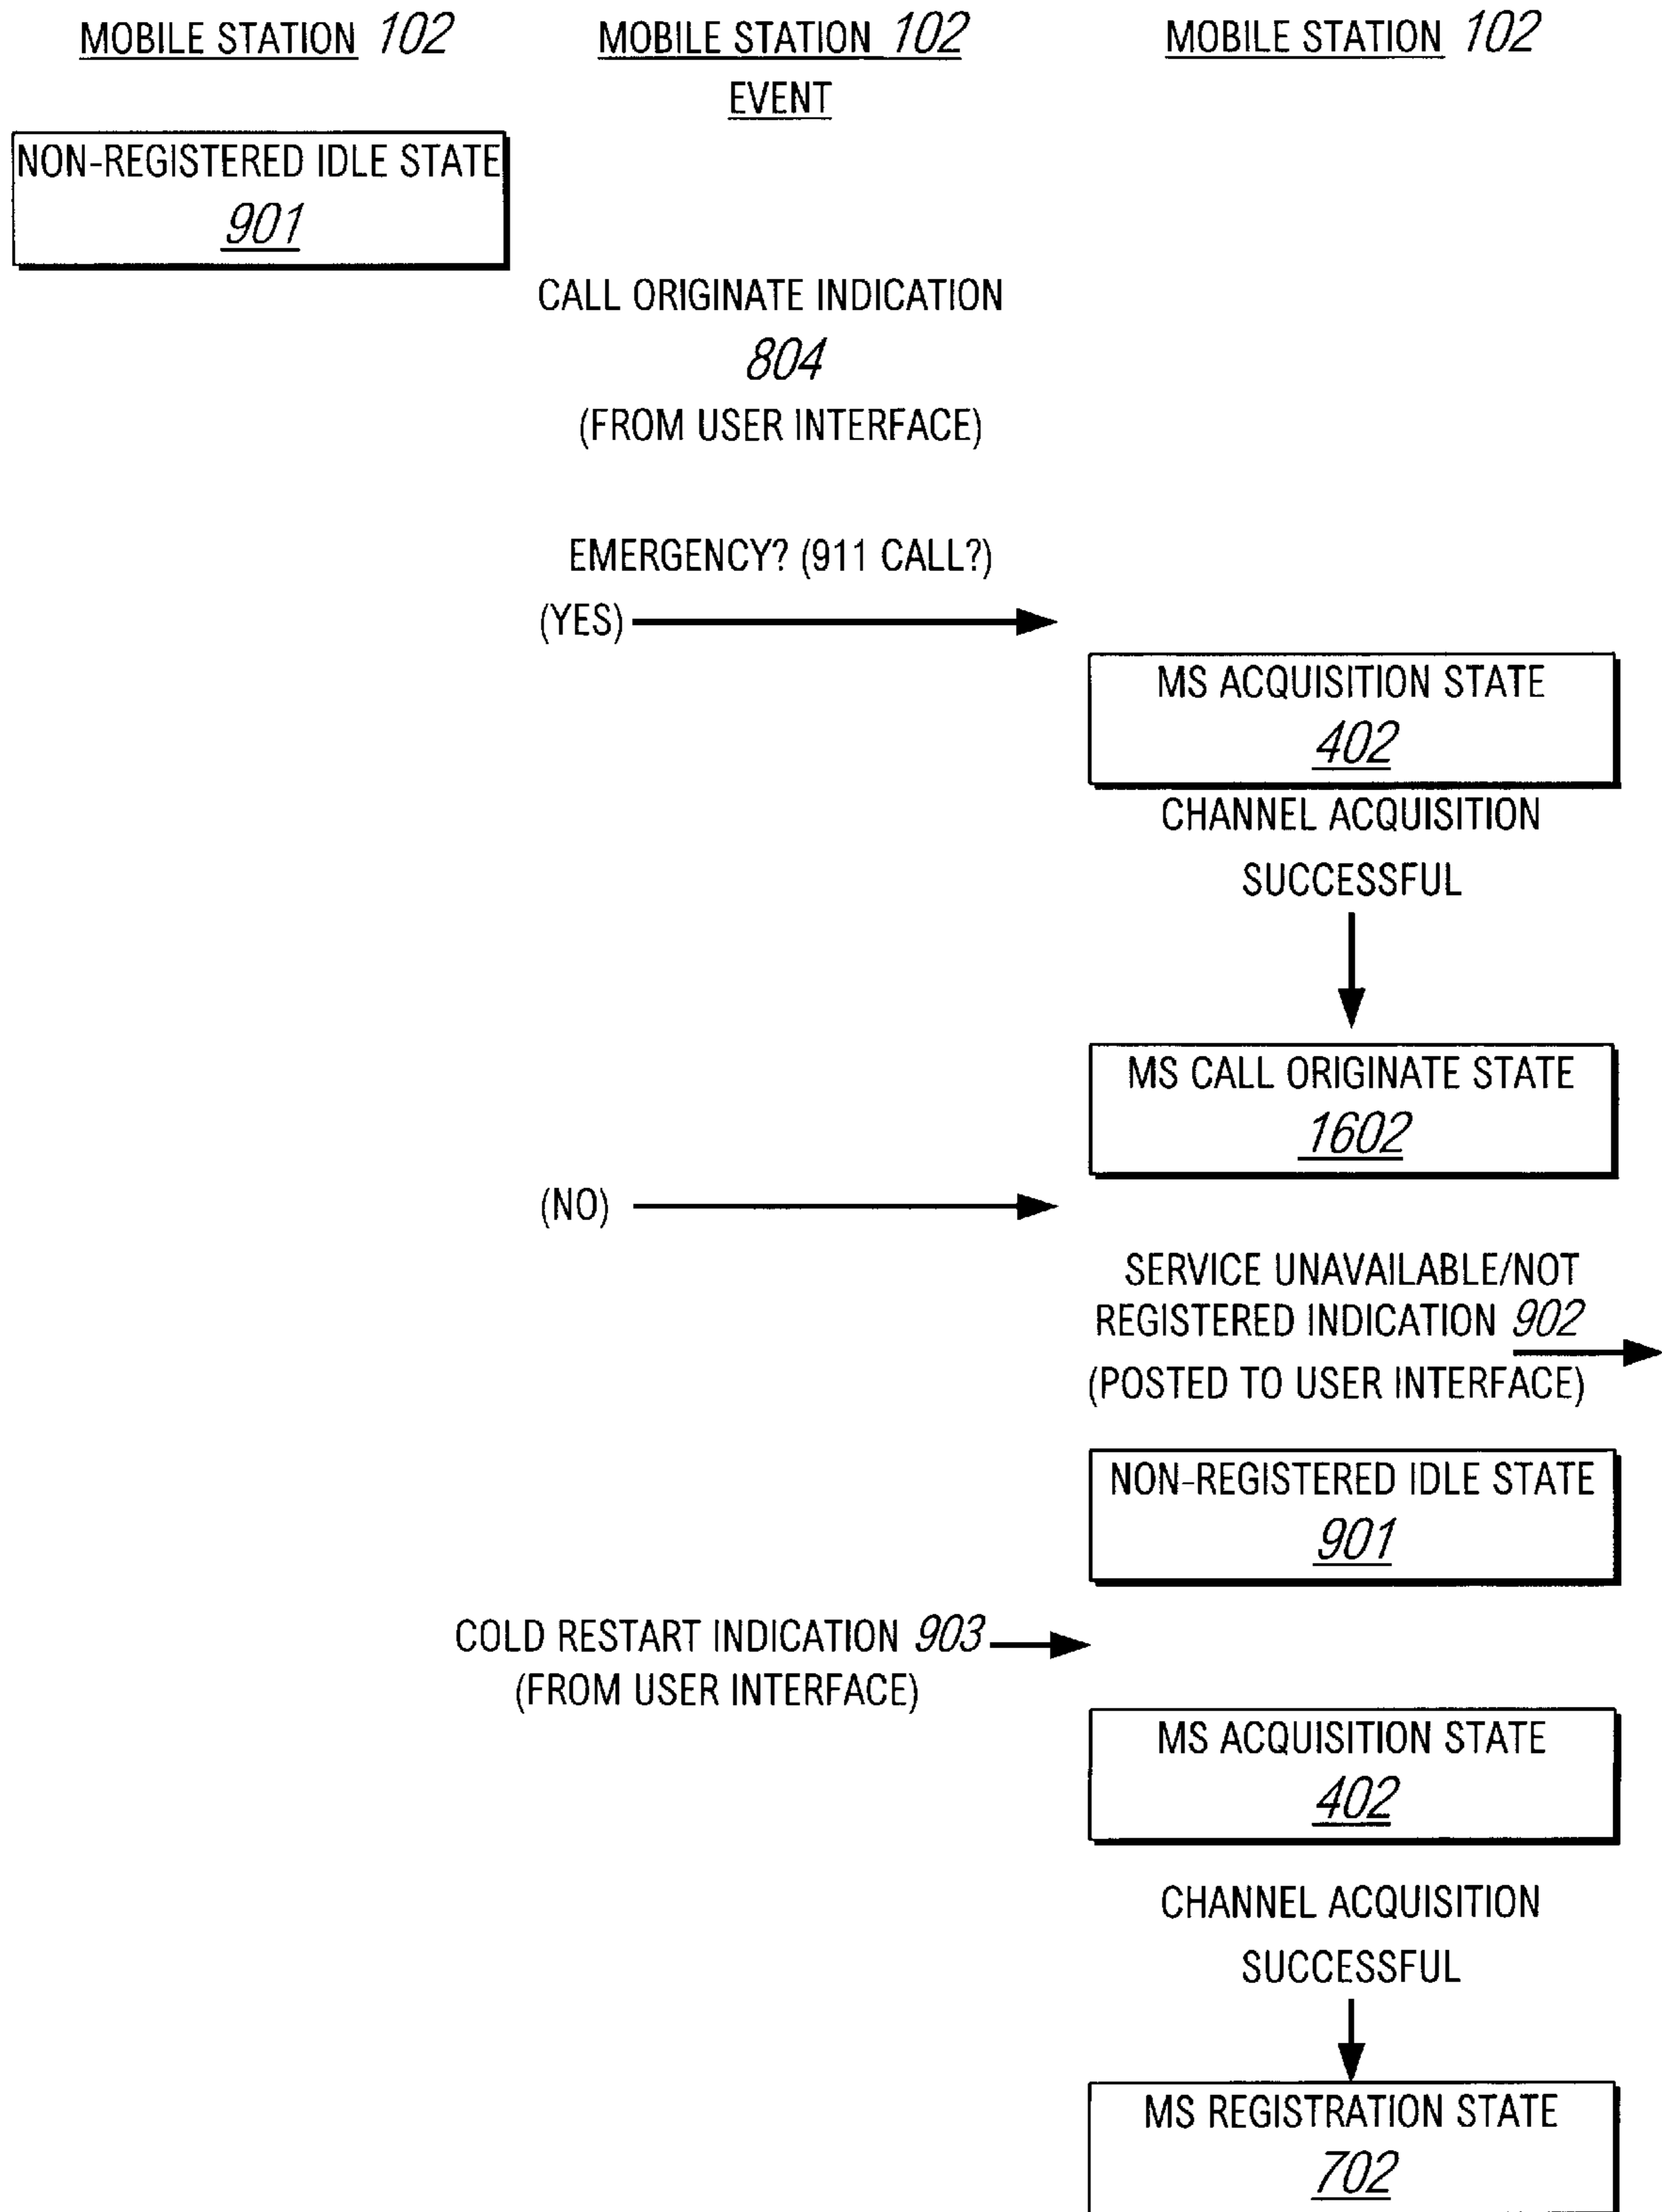 MOBILE STATION 102 MOBILE STATION 102 MOBILE STATION 102
EVENT
NON-REGISTERED IDLE STATE
901
CALL ORIGINATE INDICATION
804
(FROM USER INTERFACE)
EMERGENCY? (911 CALL?)
(YES)
MS ACQUISITION STATE
402
CHANNEL ACQUISITION
SUCCESSFUL
MS CALL ORIGINATE STATE
1602
(NO)
SERVICE UNAVAILABLE/NOT
REGISTERED INDICATION 902
(POSTED TO USER INTERFACE)
NON-REGISTERED IDLE STATE
901
COLD RESTART INDICATION 903
(FROM USER INTERFACE)
MS ACQUISITION STATE
402
CHANNEL ACQUISITION
SUCCESSFUL
MS REGISTRATION STATE
702